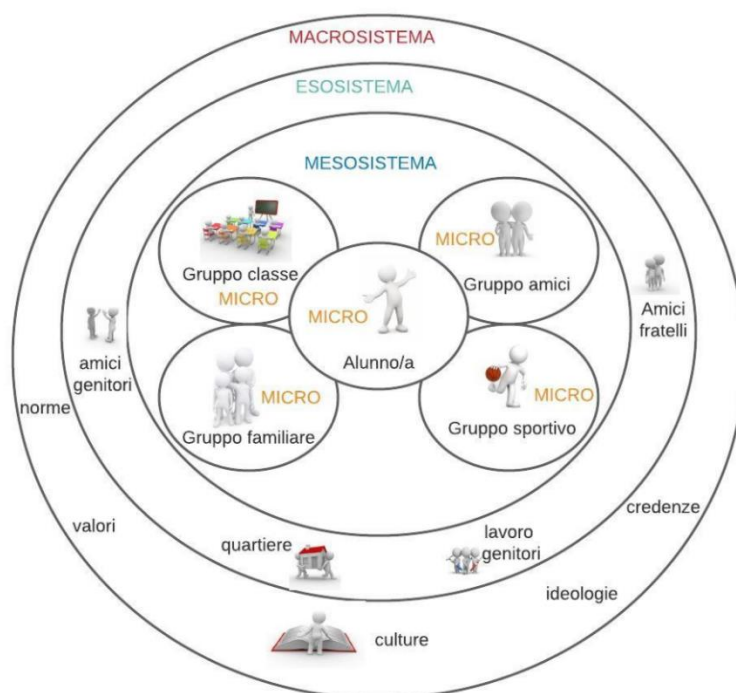 MACROSISTEMA
ESOSISTEMA
MESOSISTEMA
Gruppo classe
MICRO
MICRO
Gruppo amici
MICRO
Alunno/a
MICRO
Gruppo familiare
MICRO
Gruppo sportivo
amici
genitori
Amici
fratelli
norme
valori
quartiere
lavoro
genitori
credenze
ideologie
culture